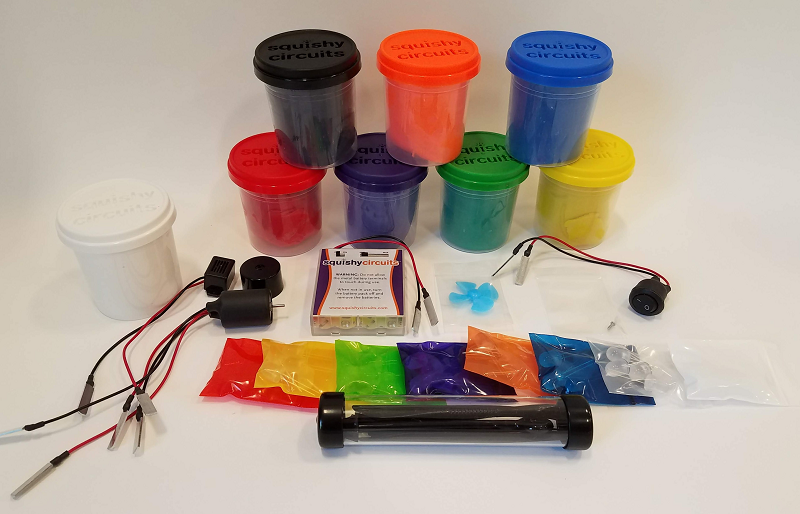 squishy
circuits
squishy
circuits
squishy
circuits
squishy
circuits
squishy
circuits
squishy
circuits
squishy
circuits
squishy
circuits
squishycircuits
WARNING: Do not allow
the metal battery terminals
to touch during use.
When not in use, turn
the battery pack off and
remove the batteries.
www.squishycircuits.com